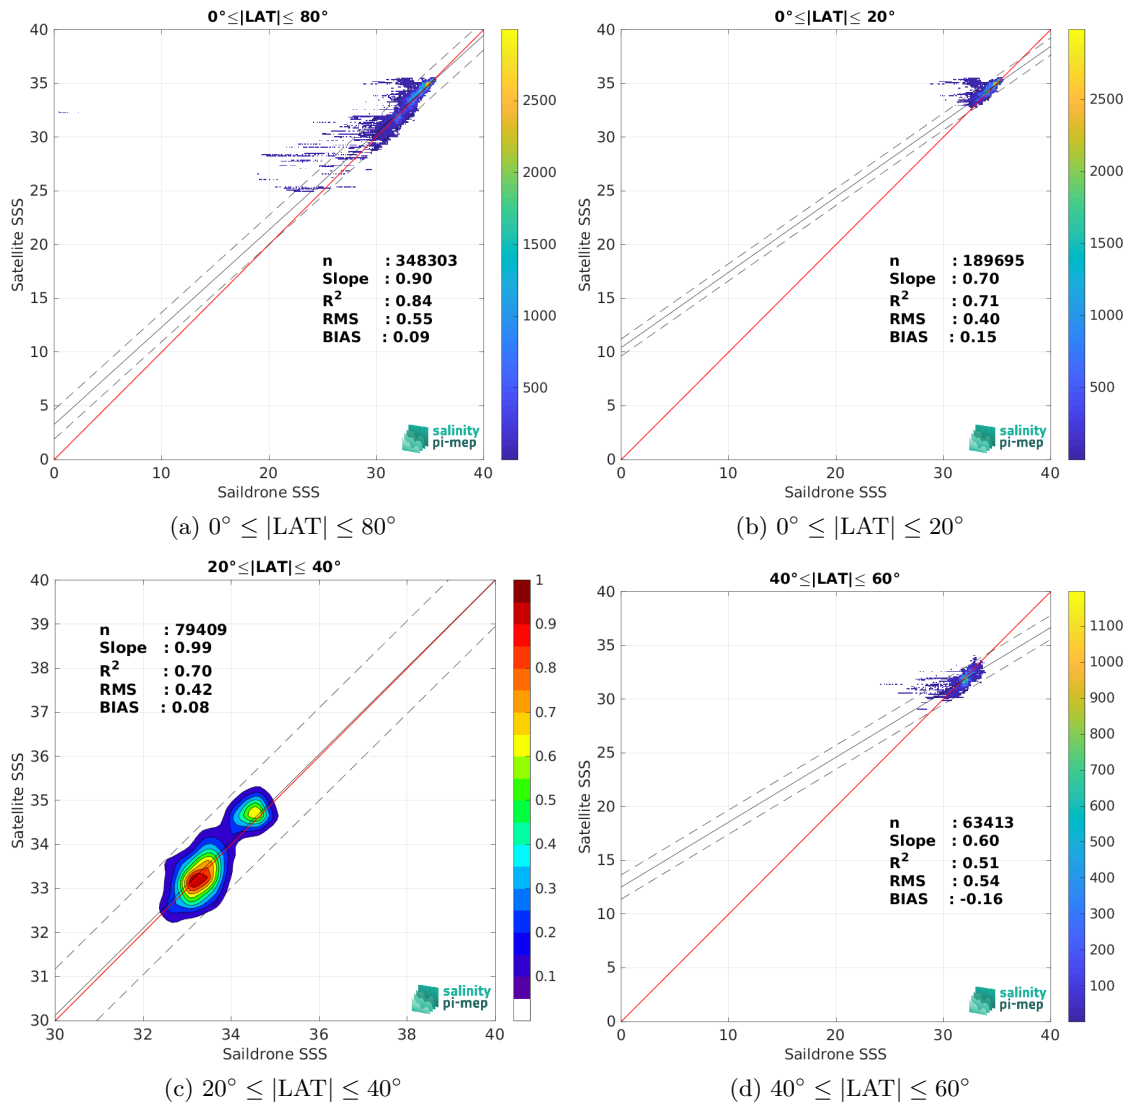 0°≤|LAT|≤ 80°
Satellite SSS
40
35
30
25
20
15
10
5
0
0
10
20
30
40
Saildrone SSS
n : 348303
Slope : 0.90
R² : 0.84
RMS : 0.55
BIAS : 0.09
salinity
pi-mep
2500
2000
1500
1000
500
(a) 0° ≤ |LAT| ≤ 80°
0°≤|LAT|≤ 20°
Satellite SSS
40
35
30
25
20
15
10
5
0
0
10
20
30
40
Saildrone SSS
n : 189695
Slope : 0.70
R² : 0.71
RMS : 0.40
BIAS : 0.15
salinity
pi-mep
2500
2000
1500
1000
500
(b) 0° ≤ |LAT| ≤ 20°
20°≤|LAT|≤ 40°
Satellite SSS
40
39
38
37
36
35
34
33
32
31
30
30
32
34
36
38
40
Saildrone SSS
n : 79409
Slope : 0.99
R² : 0.70
RMS : 0.42
BIAS : 0.08
salinity
pi-mep
1
0.9
0.8
0.7
0.6
0.5
0.4
0.3
0.2
0.1
(c) 20° ≤ |LAT| ≤ 40°
40°≤|LAT|≤ 60°
Satellite SSS
40
35
30
25
20
15
10
5
0
0
10
20
30
40
Saildrone SSS
n : 63413
Slope : 0.60
R² : 0.51
RMS : 0.54
BIAS : -0.16
salinity
pi-mep
1100
1000
900
800
700
600
500
400
300
200
100
0
(d) 40° ≤ |LAT| ≤ 60°